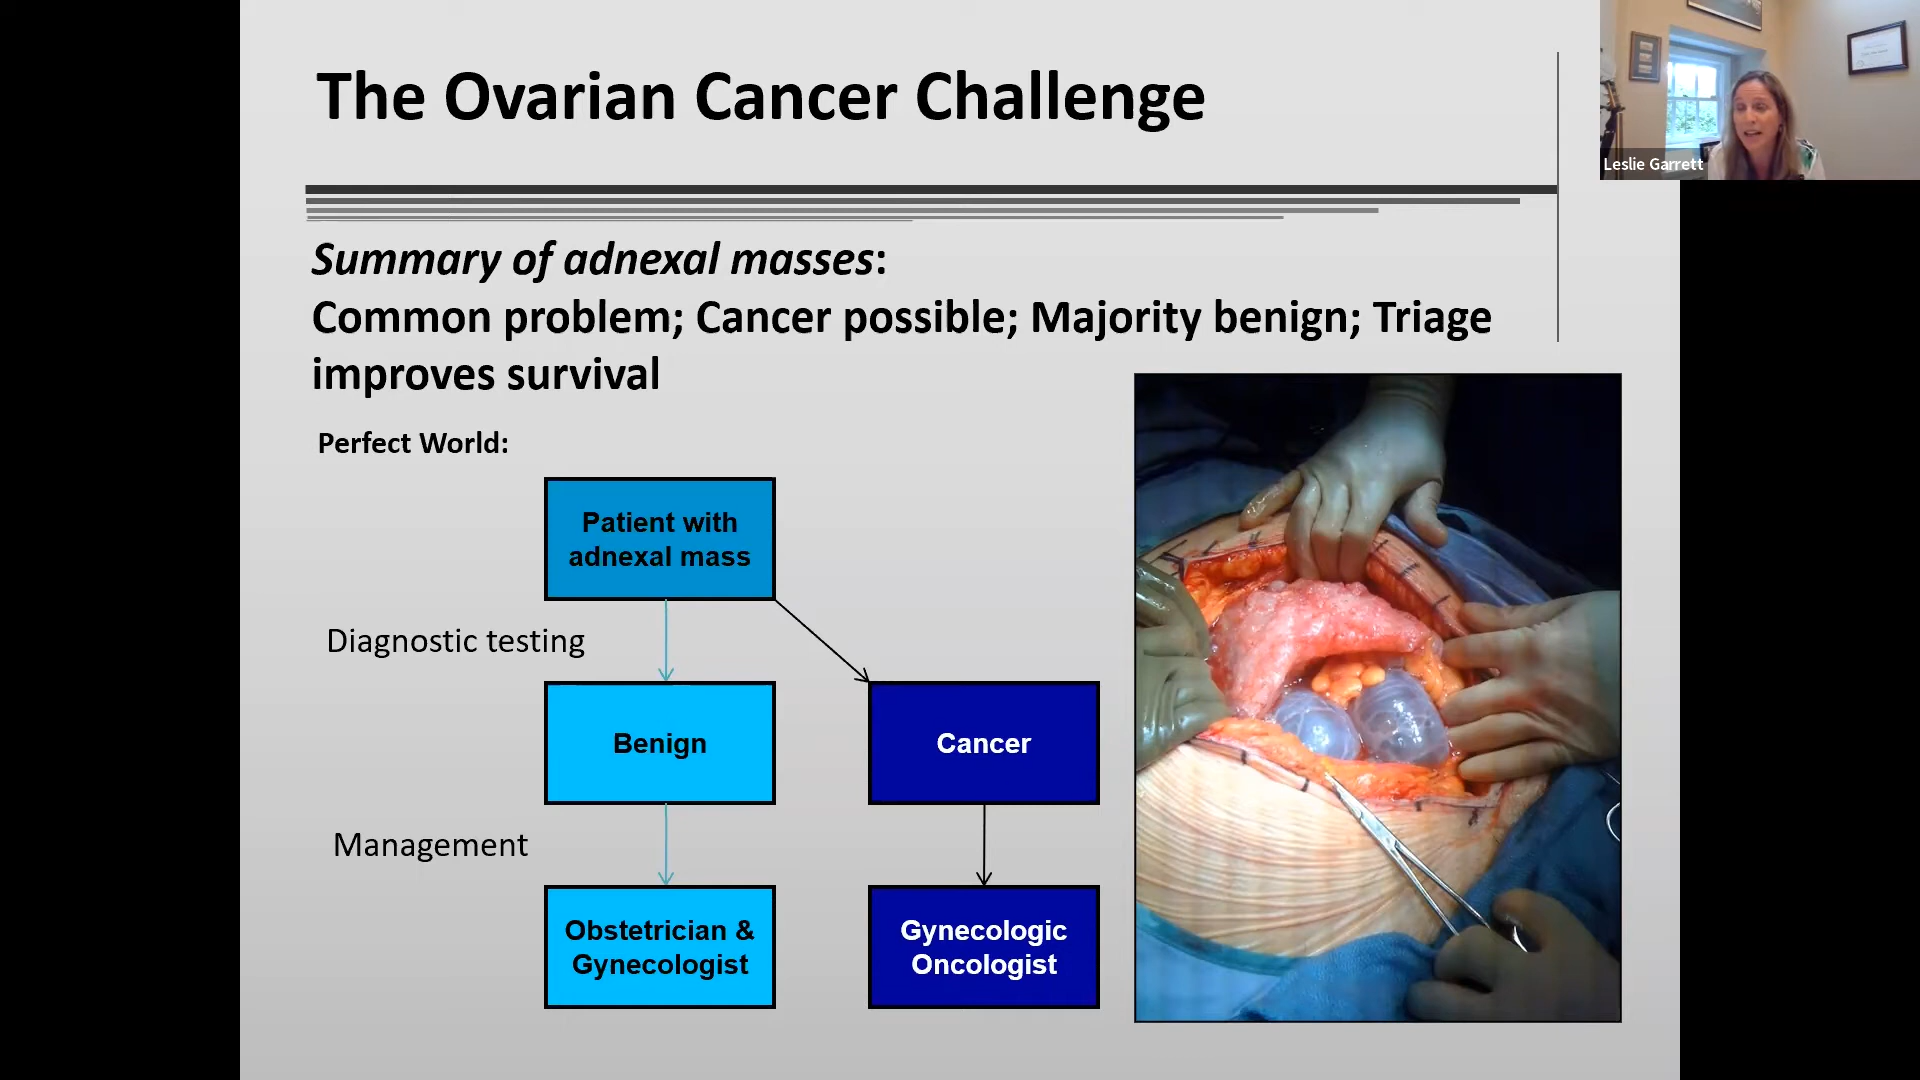 The Ovarian Cancer Challenge
Leslie Garrett
Summary of adnexal masses:
Common problem; Cancer possible; Majority benign; Triage
improves survival
Perfect World:
Patient with
adnexal mass
Diagnostic testing
Benign
Cancer
Management
Obstetrician &
Gynecologist
Gynecologic
Oncologist